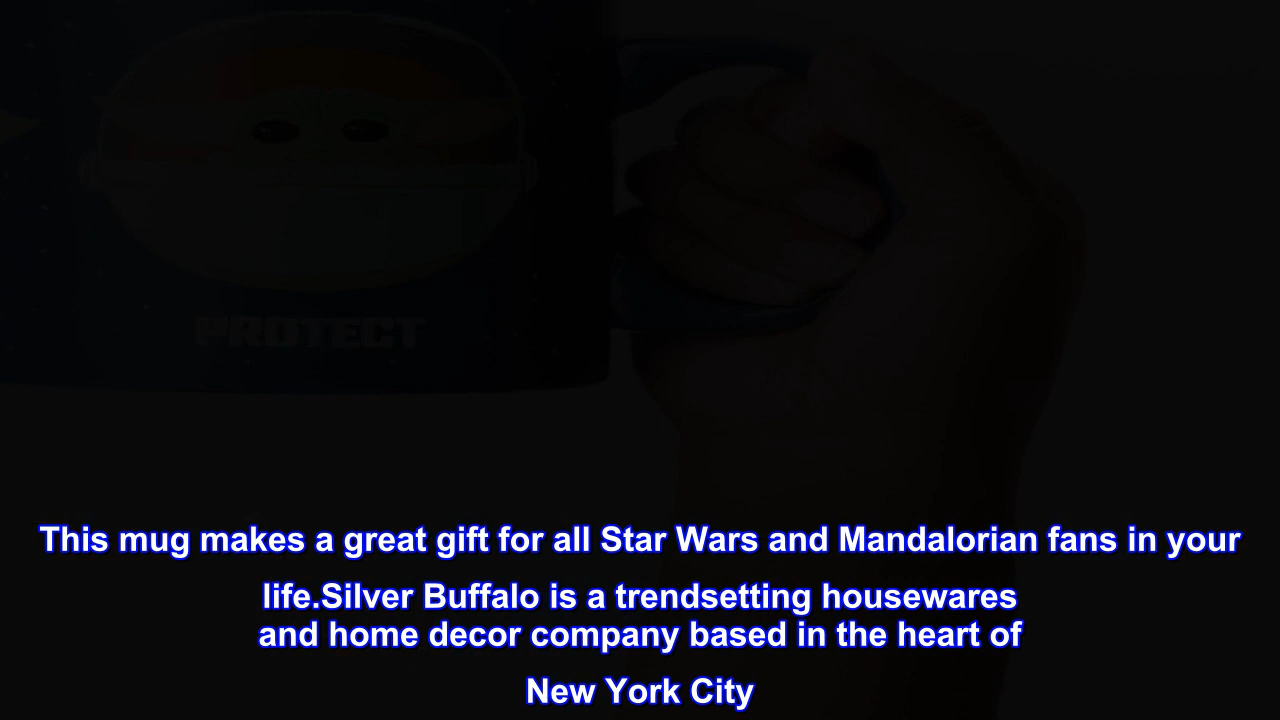 PROTECT
This mug makes a great gift for all Star Wars and Mandalorian fans in your
life.Silver Buffalo is a trendsetting housewares
and home decor company based in the heart of
New York City